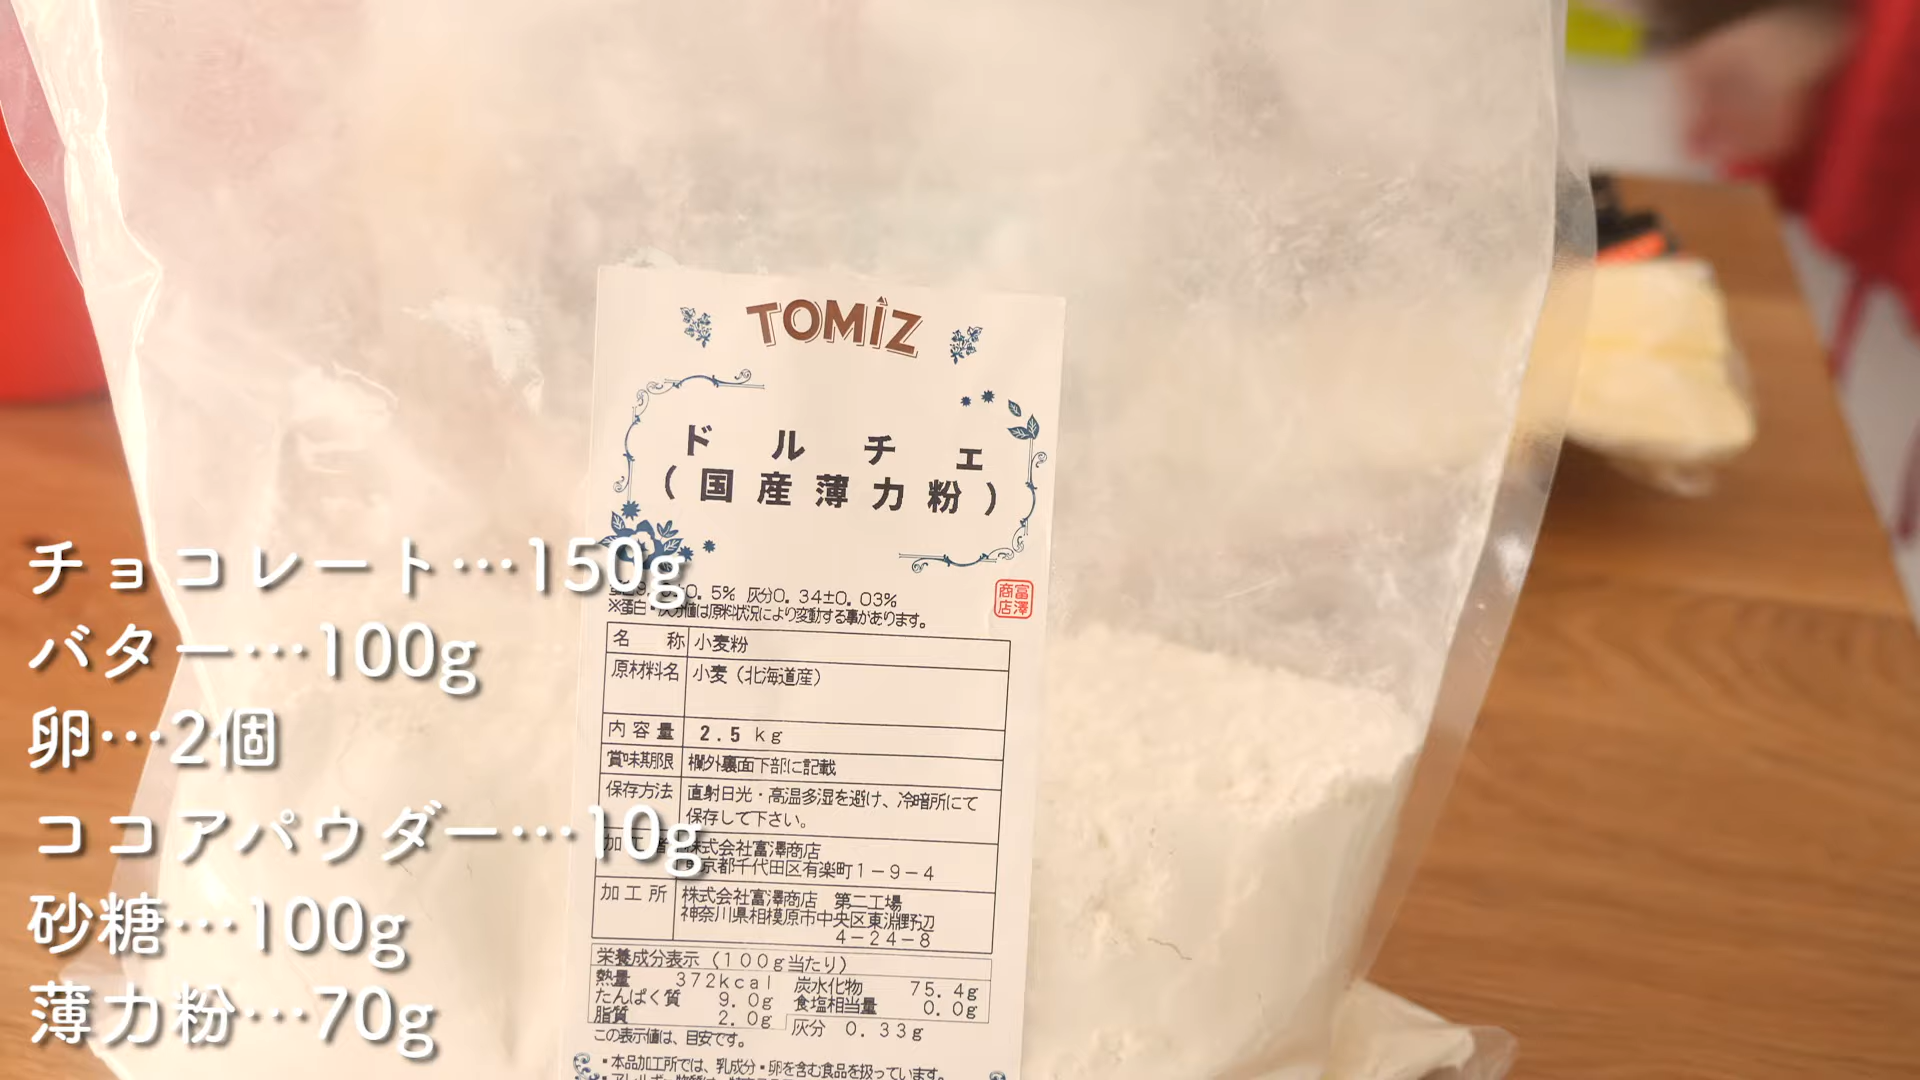 TOMIZ
ドルチェ
(国産薄力粉)
チョコレート…150g
バター…100g
卵…2個
ココアパウダー…10g
砂糖…100g
薄力粉…70g
0.5% 灰分0.34±0.03%
※蛋白・灰分値は原料状況により変動する事があります。
富澤商店
名称 小麦粉
原材料名 小麦(北海道産)
内容量 2.5kg
賞味期限 欄外裏面下部に記載
保存方法 直射日光・高温多湿を避け、冷暗所にて
保存して下さい。
加工者 株式会社富澤商店
東京都千代田区有楽町1-9-4
加工所 株式会社富澤商店 第二工場
神奈川県相模原市中央区東淵野辺
4-24-8
栄養成分表示(100g当たり)
熱量 372kcal 炭水化物 75.4g
たんぱく質 9.0g 食塩相当量 0.0g
脂質 2.0g 灰分 0.33g
この表示値は、目安です。
▪本品加工所では、乳成分・卵を含む食品を扱っています。